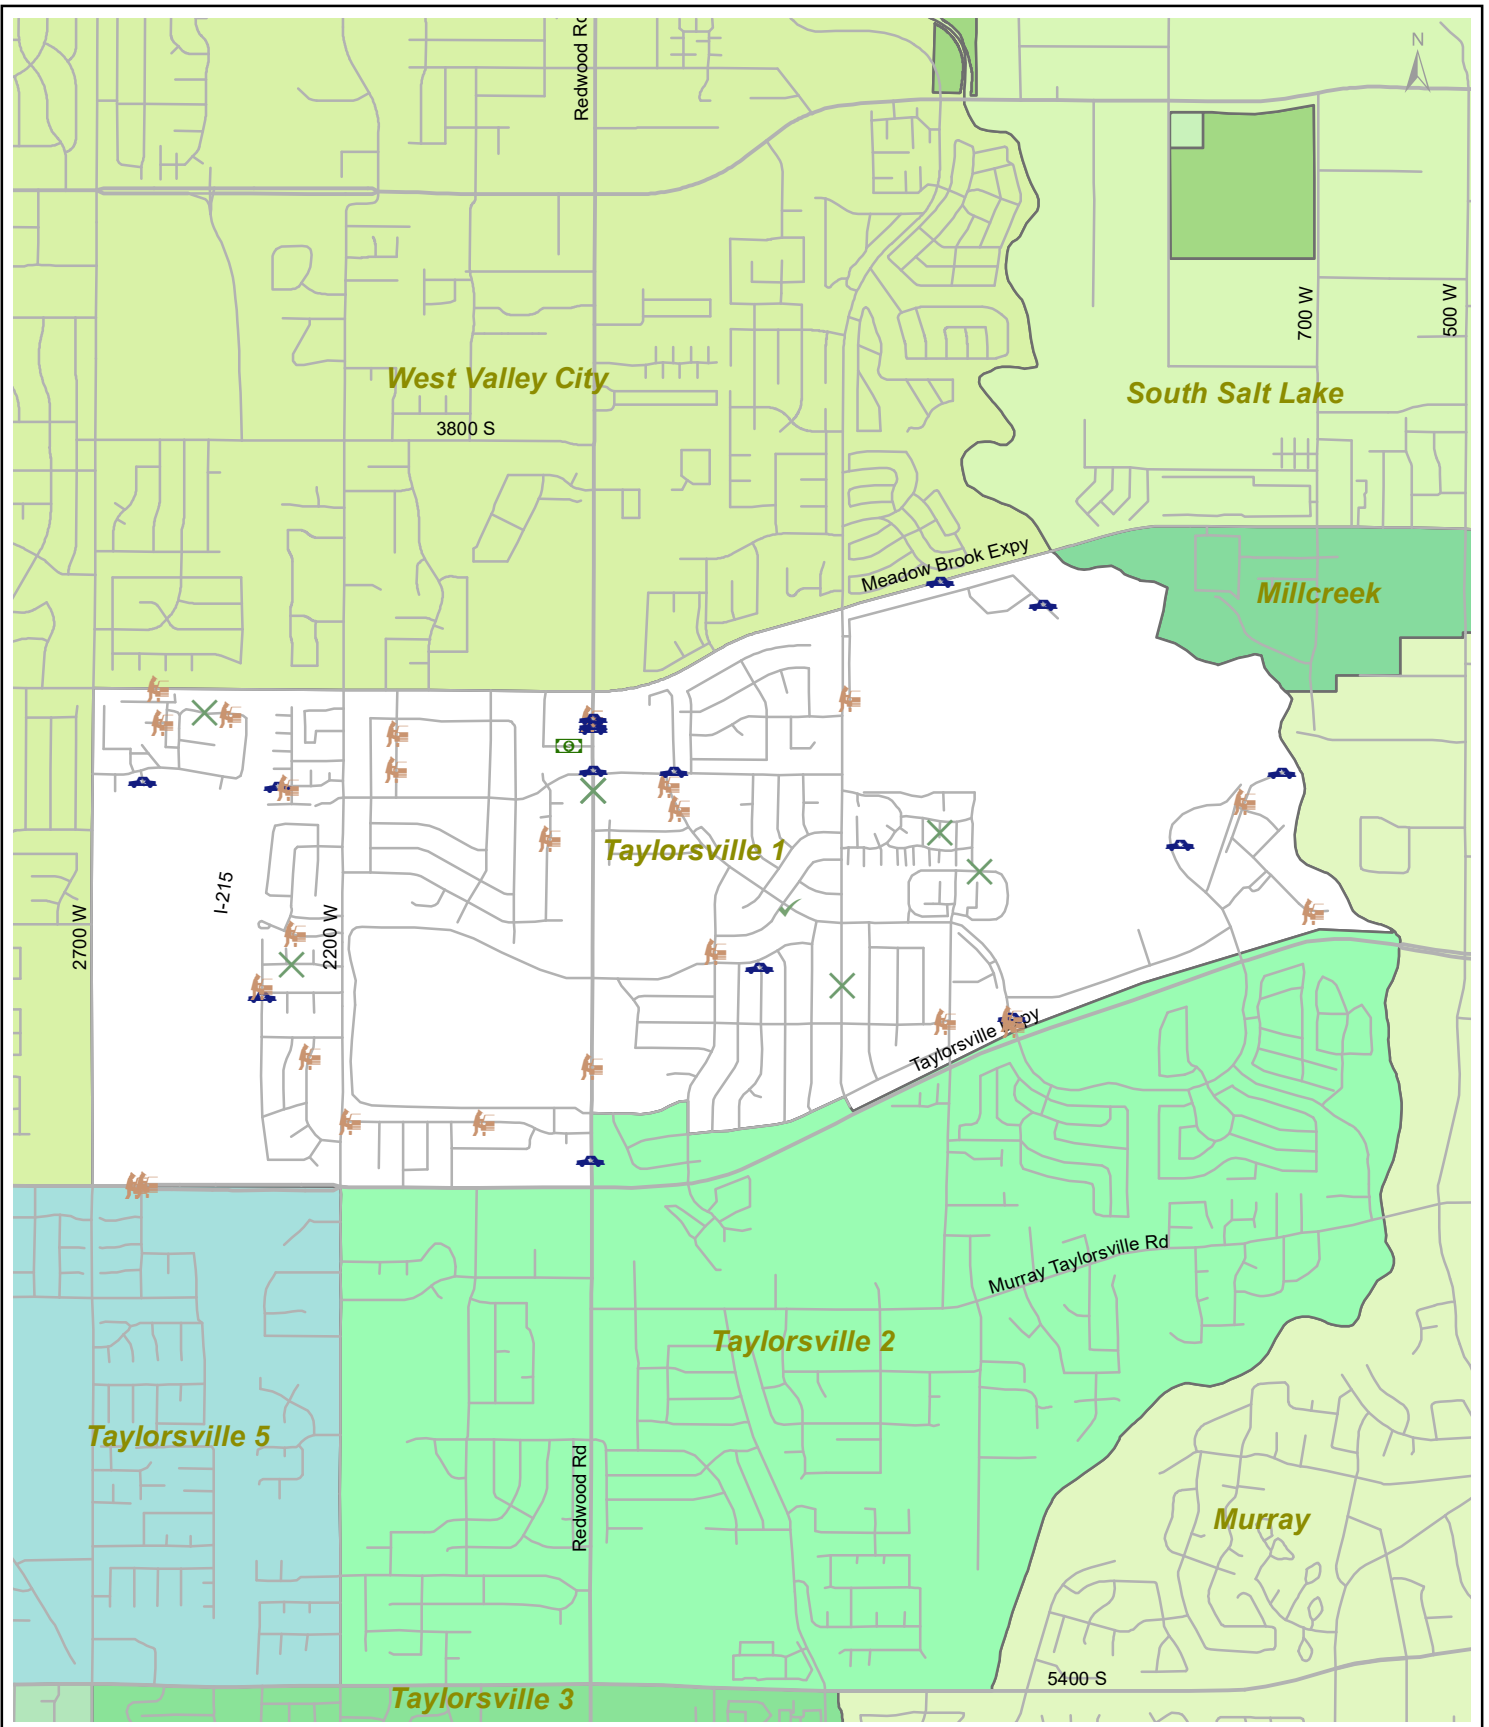 Redwood Rd
N
700 W
500 W
West Valley City
South Salt Lake
3800 S
Meadow Brook Expy
Millcreek
Taylorsville 1
I-215
2700 W
2200 W
Taylorsville Expy
Murray Taylorsville Rd
Taylorsville 2
Taylorsville 5
Redwood Rd
Murray
5400 S
Taylorsville 3